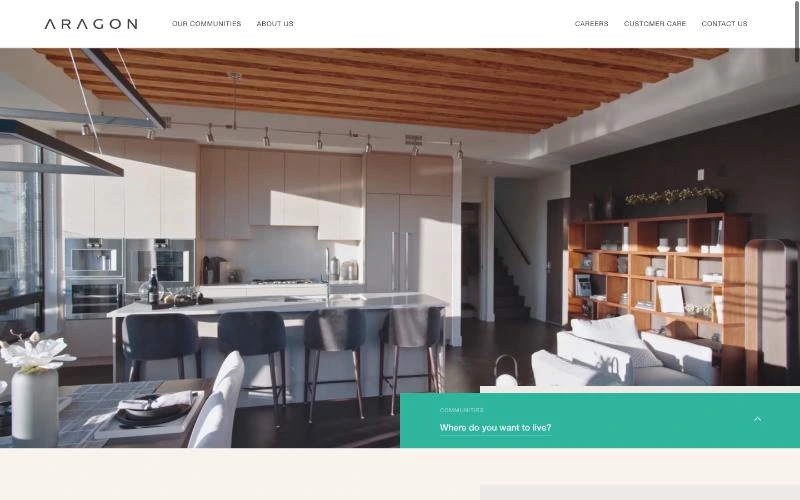 ARAGON
OUR COMMUNITIES
ABOUT US
CAREERS
CUSTOMER CARE
CONTACT US
COMMUNITIES
Where do you want to live?